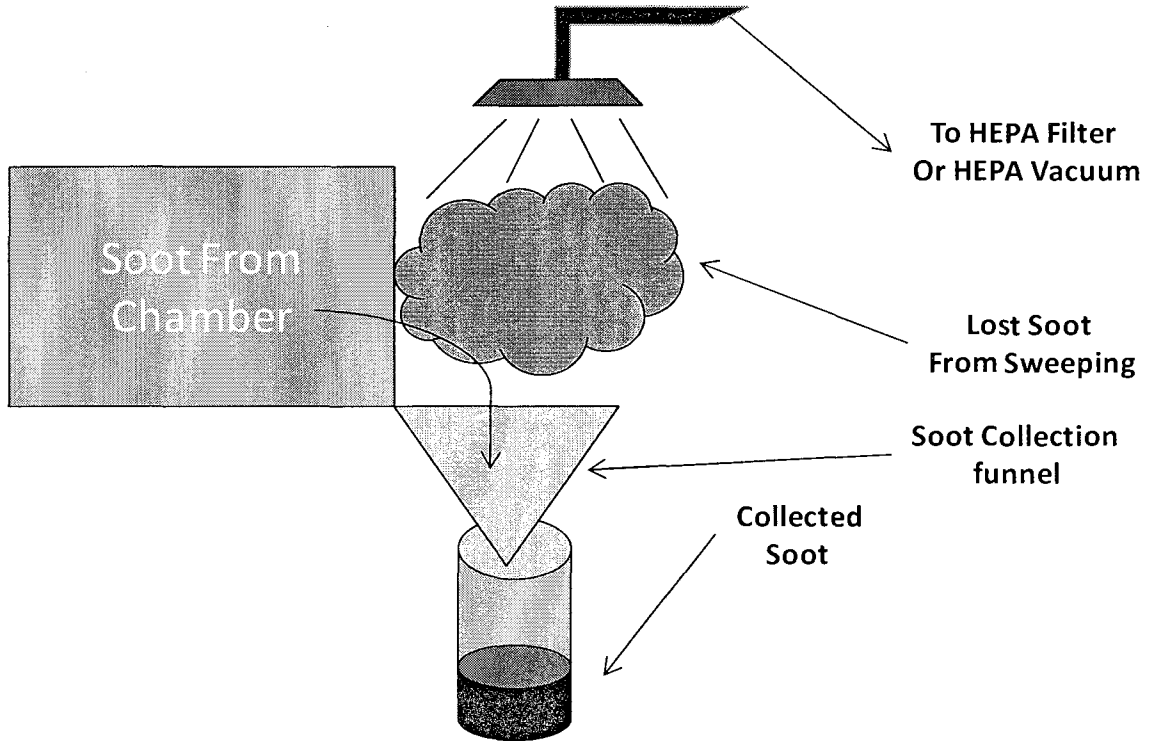 To HEPA Filter
Or HEPA Vacuum
Soot From
Chamber
Lost Soot
From Sweeping
Soot Collection
funnel
Collected
Soot